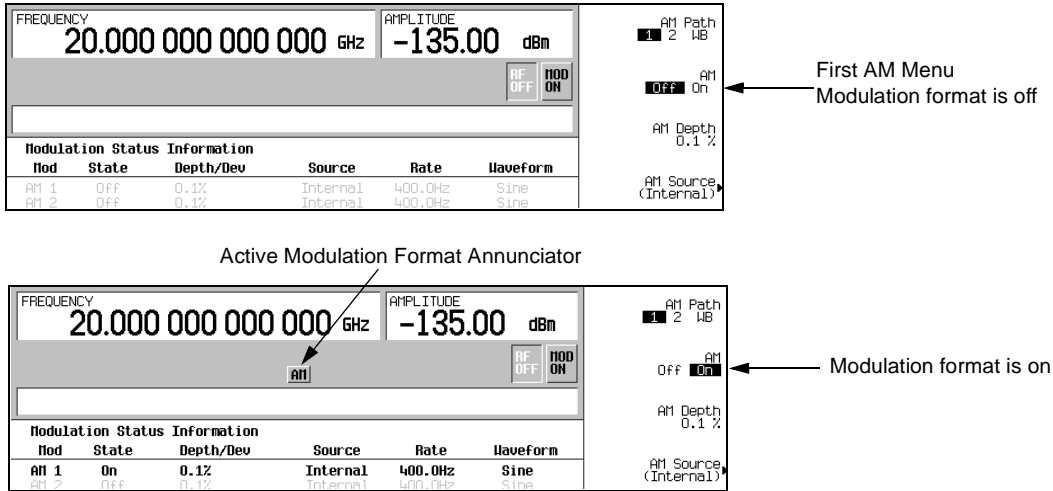 FREQUENCY
20.000 000 000 000 GHz
AMPLITUDE
-135.00 dBm
RF OFF
MOD ON
AM Path
1 2 WB
AM
Off On
AM Depth
0.1 %
AM Source
(Internal)
First AM Menu
Modulation format is off
Modulation Status Information
Mod State Depth/Dev Source Rate Waveform
AM 1 Off 0.1% Internal 400.0Hz Sine
AM 2 Off 0.1% Internal 400.0Hz Sine
Active Modulation Format Annunciator
FREQUENCY
20.000 000 000 000 GHz
AMPLITUDE
-135.00 dBm
AM
RF OFF
MOD ON
AM Path
1 2 WB
AM
Off On
AM Depth
0.1 %
AM Source
(Internal)
Modulation format is on
Modulation Status Information
Mod State Depth/Dev Source Rate Waveform
AM 1 On 0.1% Internal 400.0Hz Sine
AM 2 Off 0.1% Internal 400.0Hz Sine